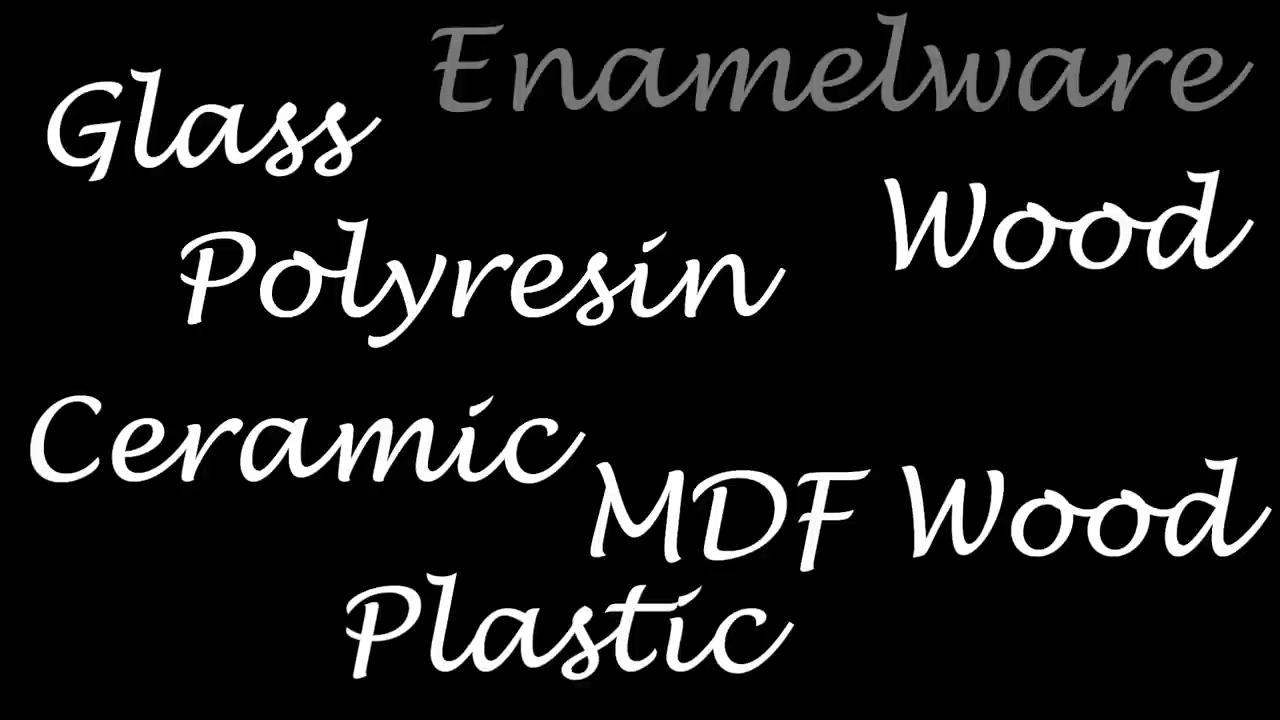 Enamelware
Glass
Wood
Polyresin
Ceramic
MDF Wood
Plastic